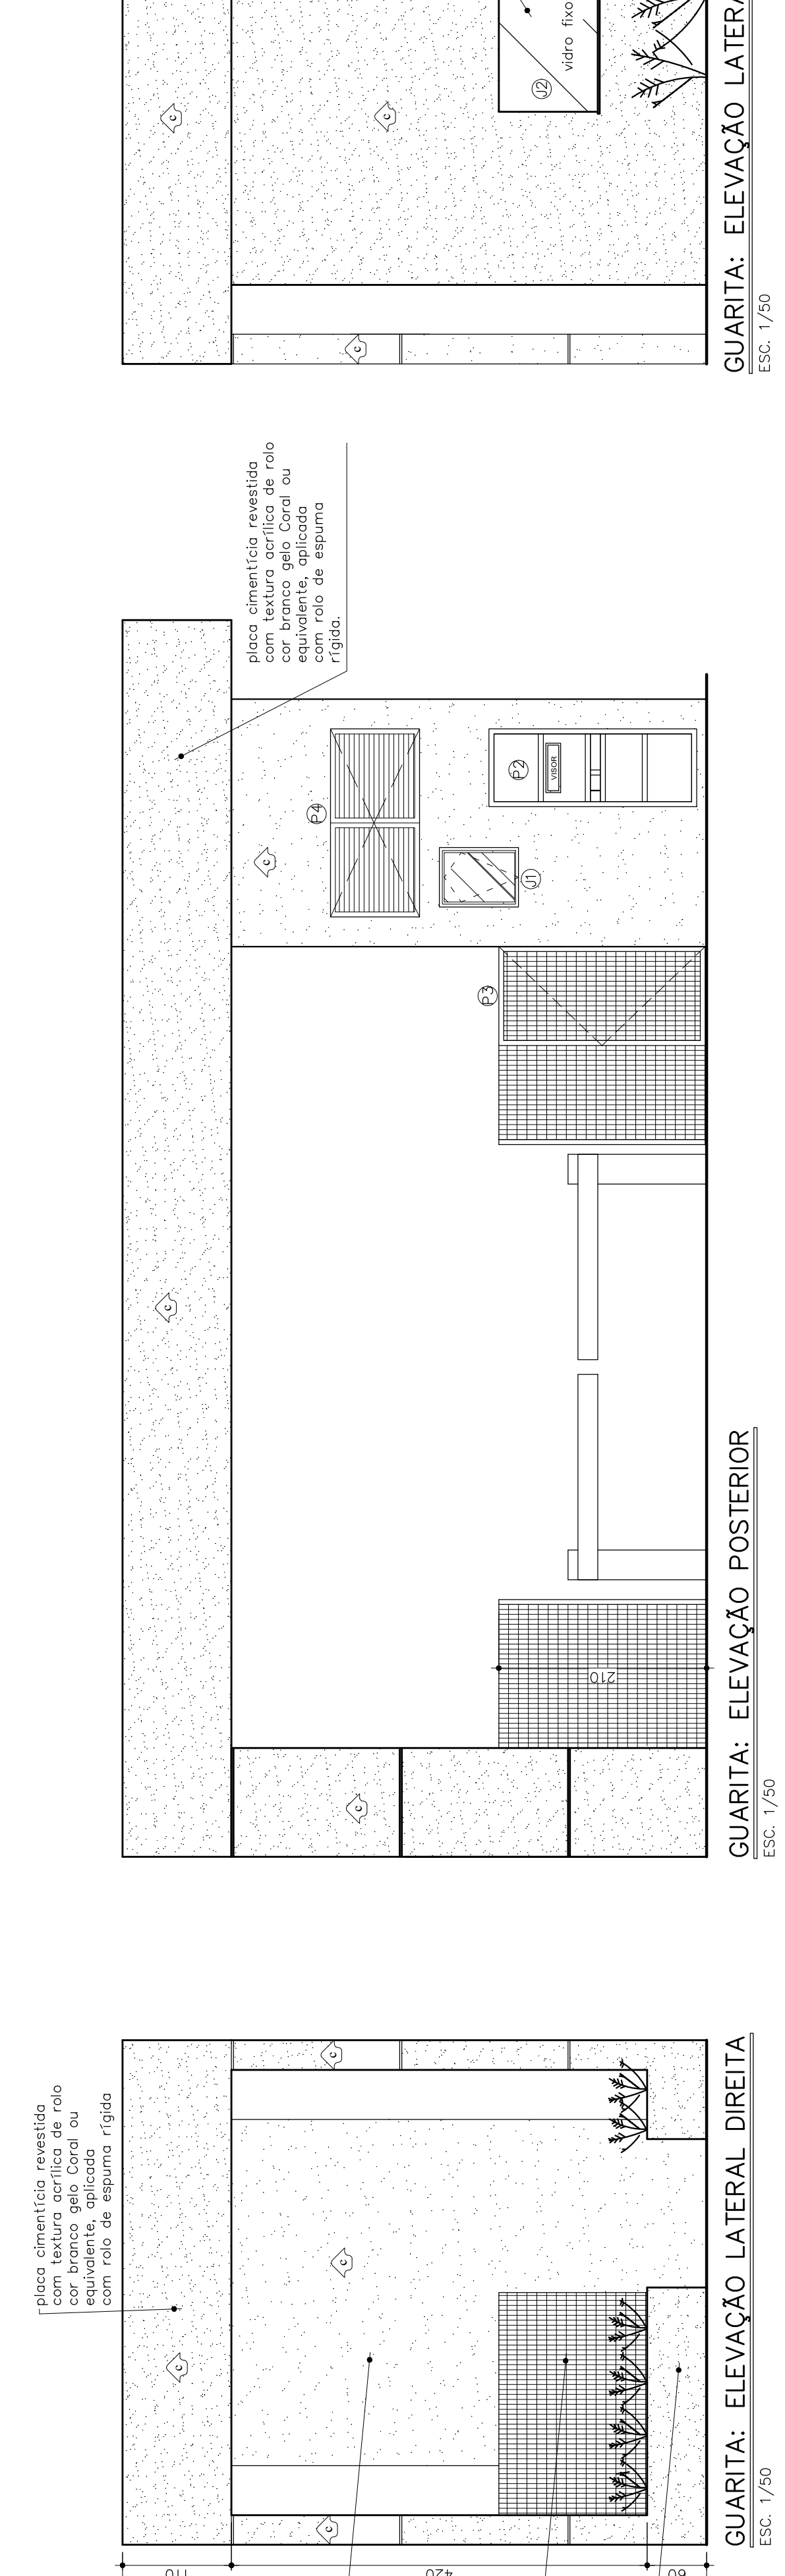 placa cimentícia revestida
com textura acrílica de rolo
cor branco gelo Coral ou
equivalente, aplicada
com rolo de espuma rígida
c
c
c
c
420
GUARITA: ELEVAÇÃO LATERAL DIREITA
ESC. 1/50
placa cimentícia revestida
com textura acrílica de rolo
cor branco gelo Coral ou
equivalente, aplicada
com rolo de espuma
rígida.
c
c
c
P4
P2
VISOR
J1
P3
210
GUARITA: ELEVAÇÃO POSTERIOR
ESC. 1/50
c
c
c
J2
vidro fixo
GUARITA: ELEVAÇÃO
ESC. 1/50